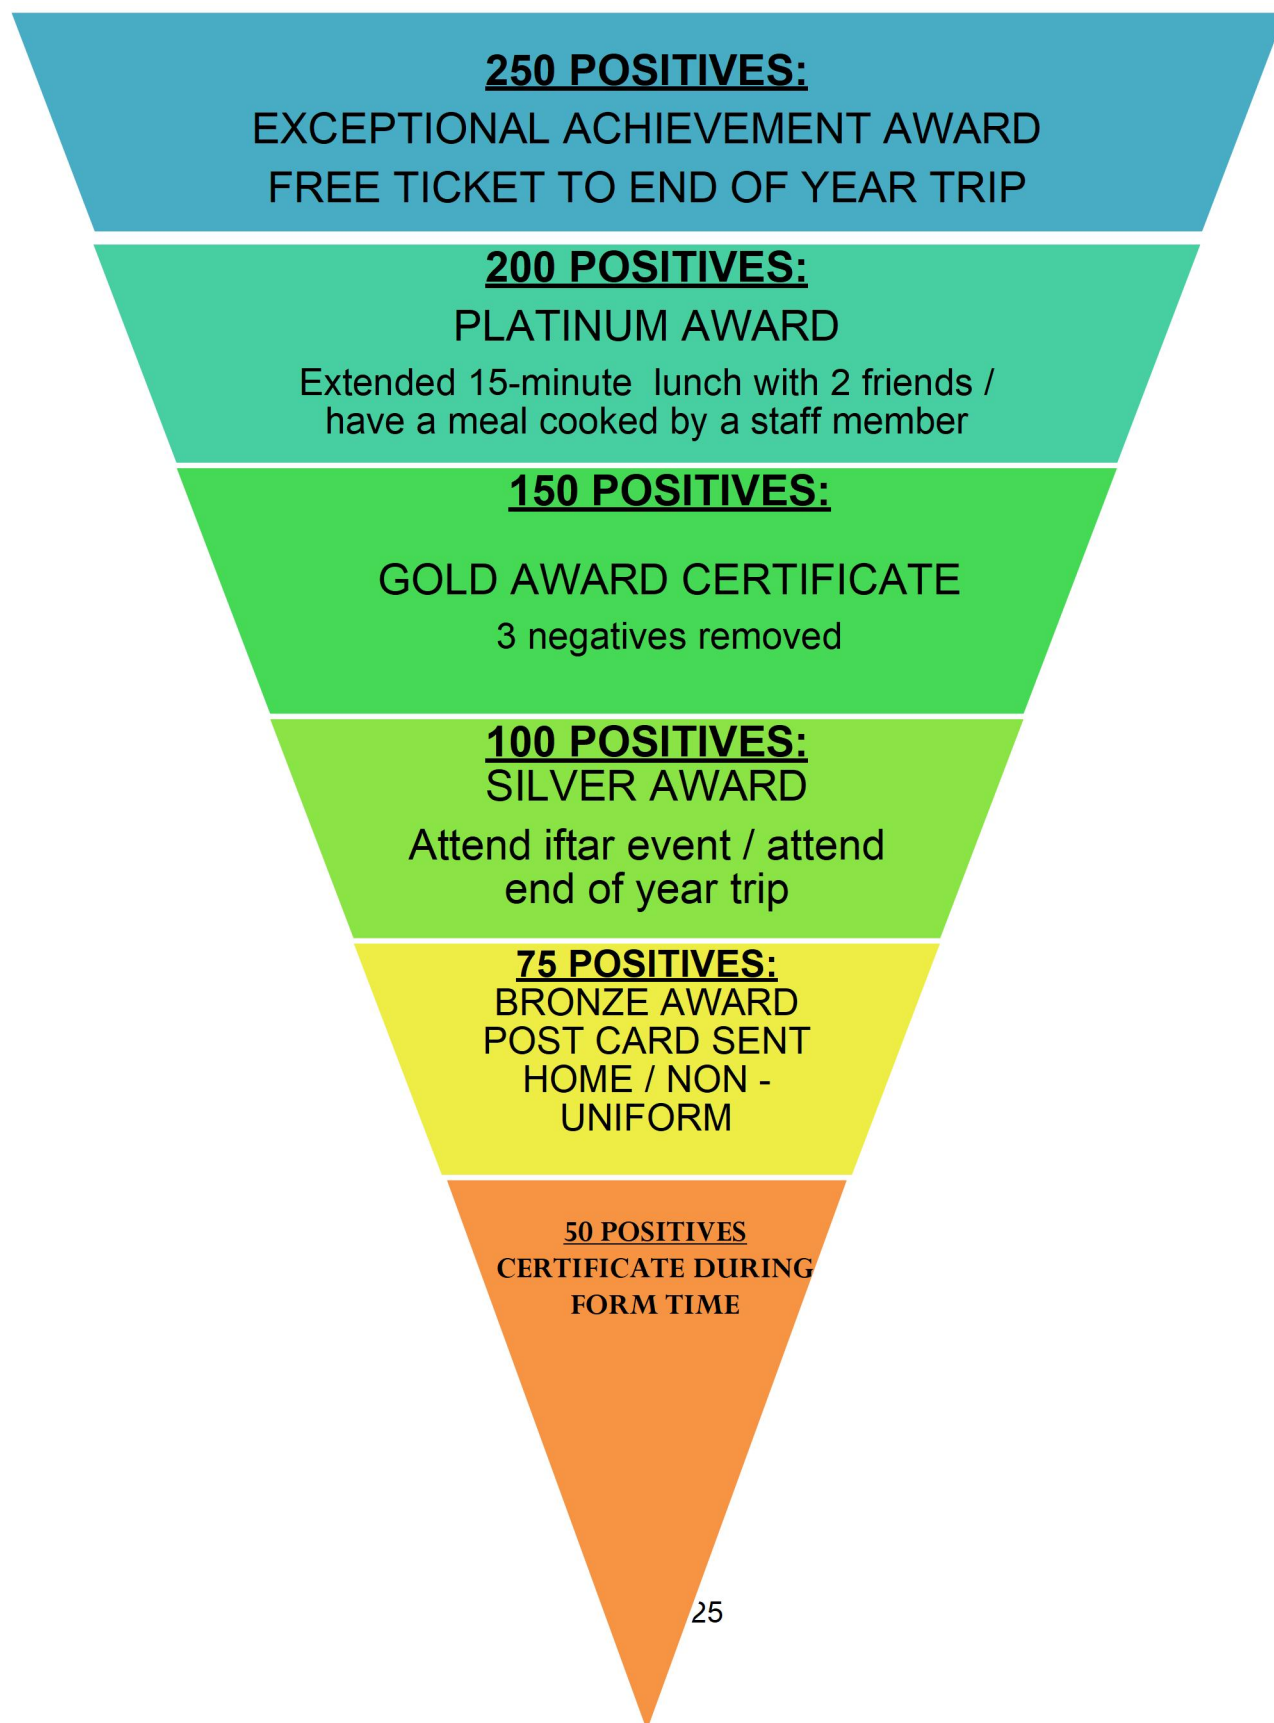 250 POSITIVES:
EXCEPTIONAL ACHIEVEMENT AWARD
FREE TICKET TO END OF YEAR TRIP
200 POSITIVES:
PLATINUM AWARD
Extended 15-minute lunch with 2 friends /
have a meal cooked by a staff member
150 POSITIVES:
GOLD AWARD CERTIFICATE
3 negatives removed
100 POSITIVES:
SILVER AWARD
Attend iftar event / attend
end of year trip
75 POSITIVES:
BRONZE AWARD
POST CARD SENT
HOME / NON -
UNIFORM
50 POSITIVES
CERTIFICATE DURING
FORM TIME
25